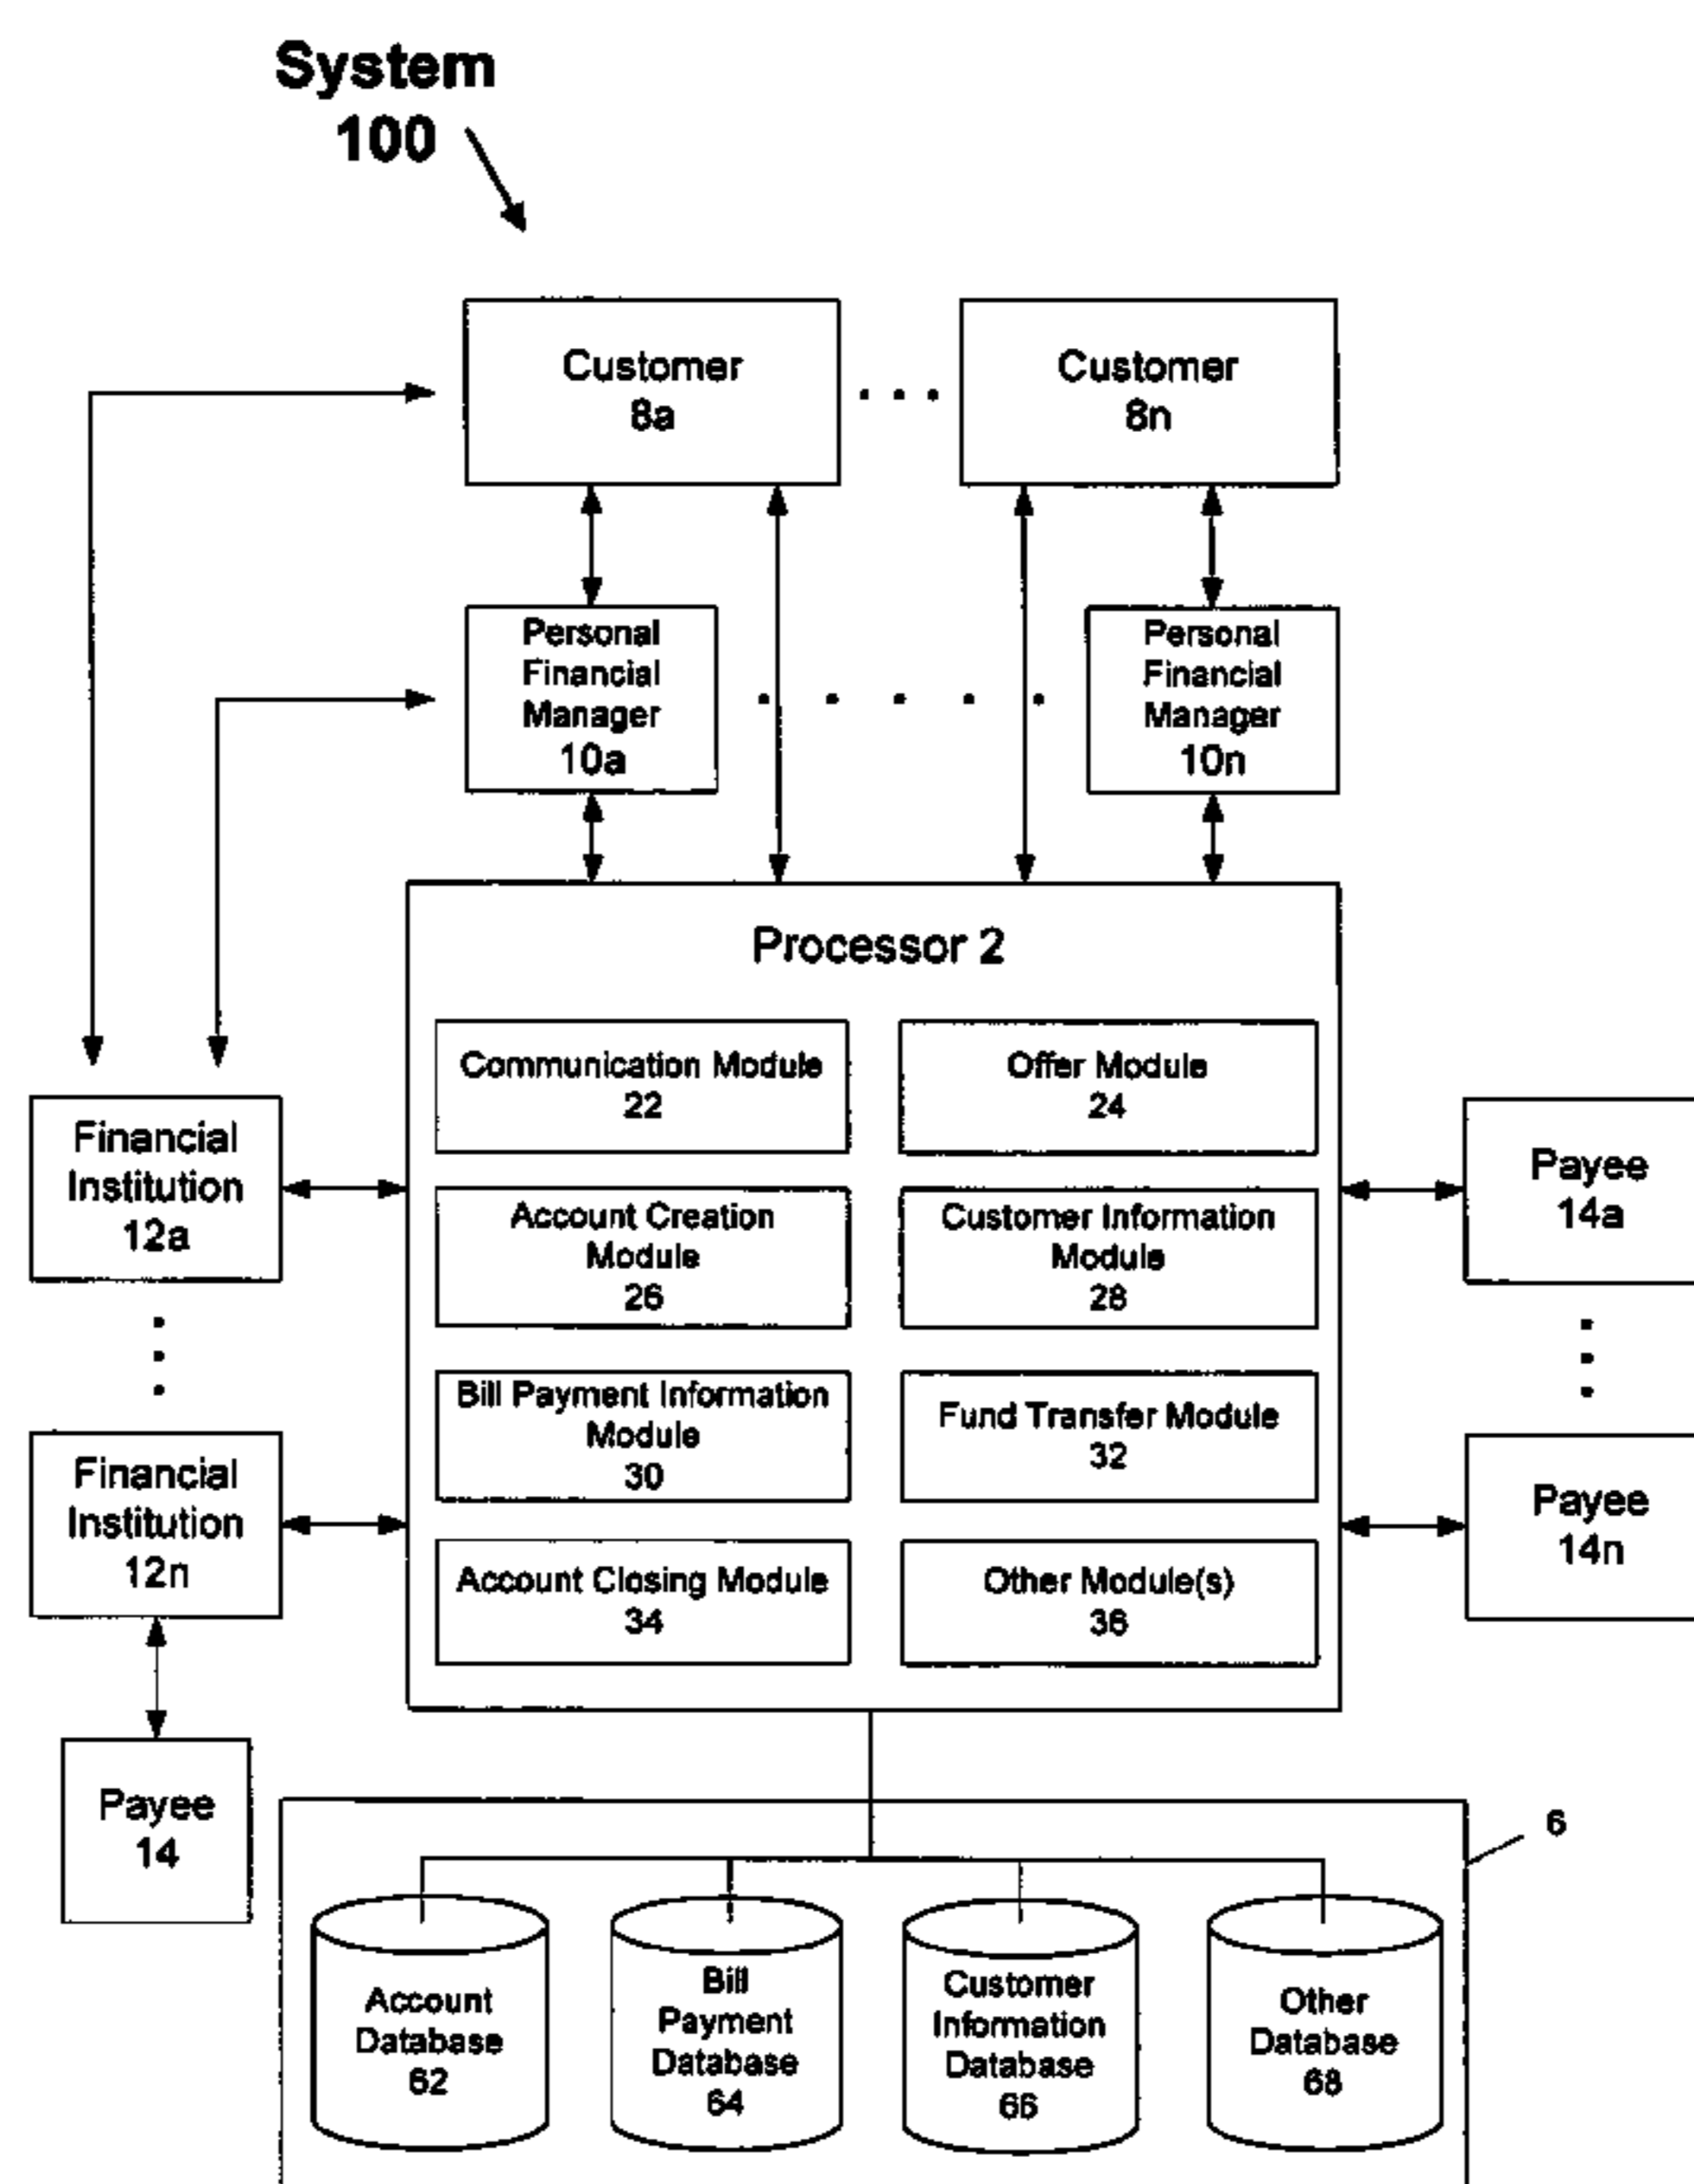 System
100
Customer
8a
Customer
8n
Personal
Financial
Manager
10a
Personal
Financial
Manager
10n
Processor 2
Communication Module
22
Offer Module
24
Account Creation
Module
26
Customer Information
Module
28
Bill Payment Information
Module
30
Fund Transfer Module
32
Account Closing Module
34
Other Module(s)
36
Financial
Institution
12a
Financial
Institution
12n
Payee
14
Payee
14a
Payee
14n
6
Account
Database
62
Bill
Payment
Database
64
Customer
Information
Database
66
Other
Database
68